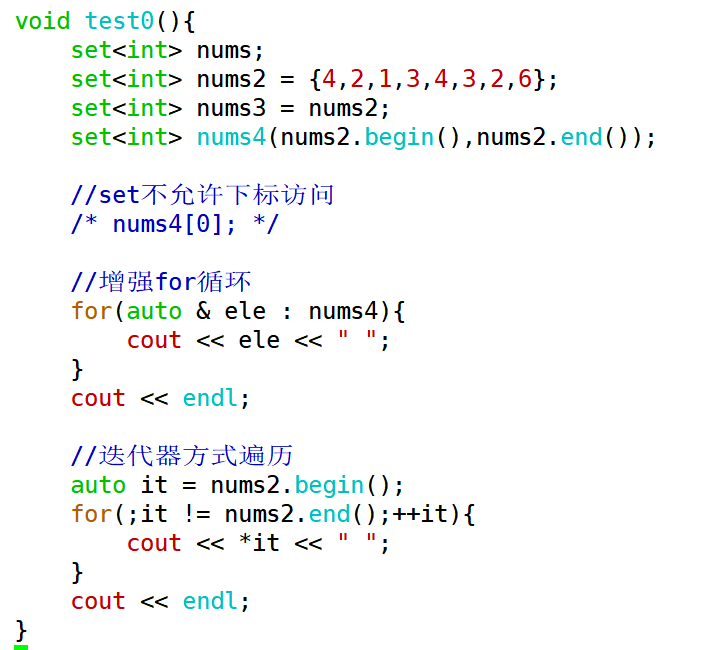 void test0(){
    set<int> nums;
    set<int> nums2 = {4,2,1,3,4,3,2,6};
    set<int> nums3 = nums2;
    set<int> nums4(nums2.begin(),nums2.end());

    //set不允许下标访问
    /* nums4[0]; */

    //增强for循环
    for(auto & ele : nums4){
        cout << ele << " ";
    }
    cout << endl;

    //迭代器方式遍历
    auto it = nums2.begin();
    for(;it != nums2.end();++it){
        cout << *it << " ";
    }
    cout << endl;
}